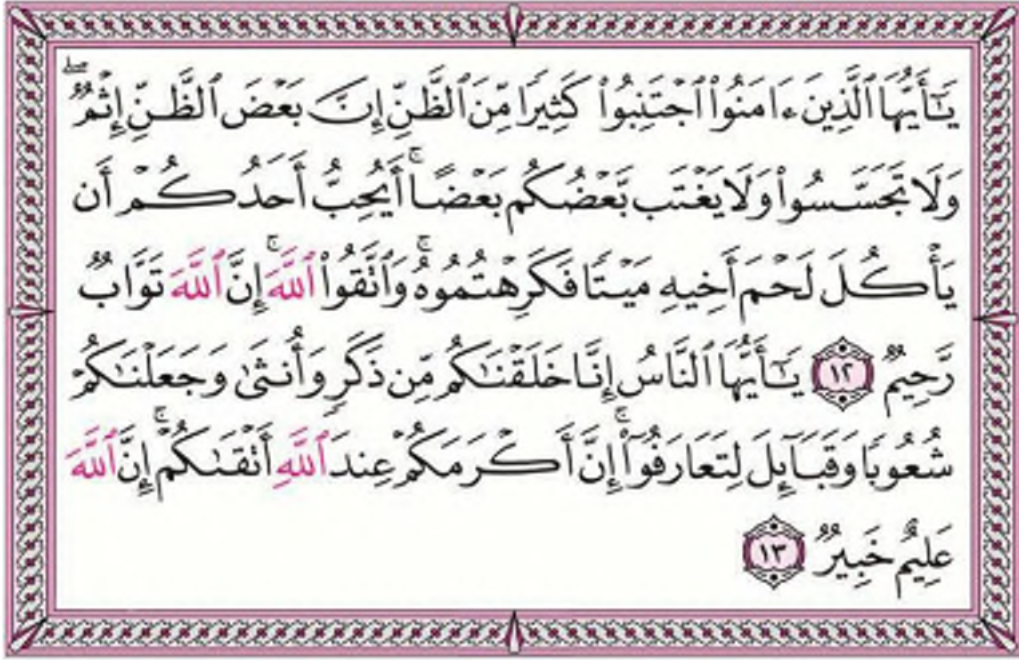 يَـٰٓأَيُّهَا ٱلَّذِينَ ءَامَنُوا۟ ٱجْتَنِبُوا۟ كَثِيرًا مِّنَ ٱلظَّنِّ إِنَّ بَعْضَ ٱلظَّنِّ إِثْمٌ ۖ
وَلَا تَجَسَّسُوا۟ وَلَا يَغْتَب بَّعْضُكُم بَعْضًا ۚ أَيُحِبُّ أَحَدُكُمْ أَن
يَأْكُلَ لَحْمَ أَخِيهِ مَيْتًا فَكَرِهْتُمُوهُ ۚ وَٱتَّقُوا۟ ٱللَّهَ ۚ إِنَّ ٱللَّهَ تَوَّابٌ
رَّحِيمٌ ١٢ يَـٰٓأَيُّهَا ٱلنَّاسُ إِنَّا خَلَقْنَـٰكُم مِّن ذَكَرٍ وَأُنثَىٰ وَجَعَلْنَـٰكُمْ
شُعُوبًا وَقَبَآئِلَ لِتَعَارَفُوٓا۟ ۚ إِنَّ أَكْرَمَكُمْ عِندَ ٱللَّهِ أَتْقَىٰكُمْ ۚ إِنَّ ٱللَّهَ
عَلِيمٌ خَبِيرٌ ١٣